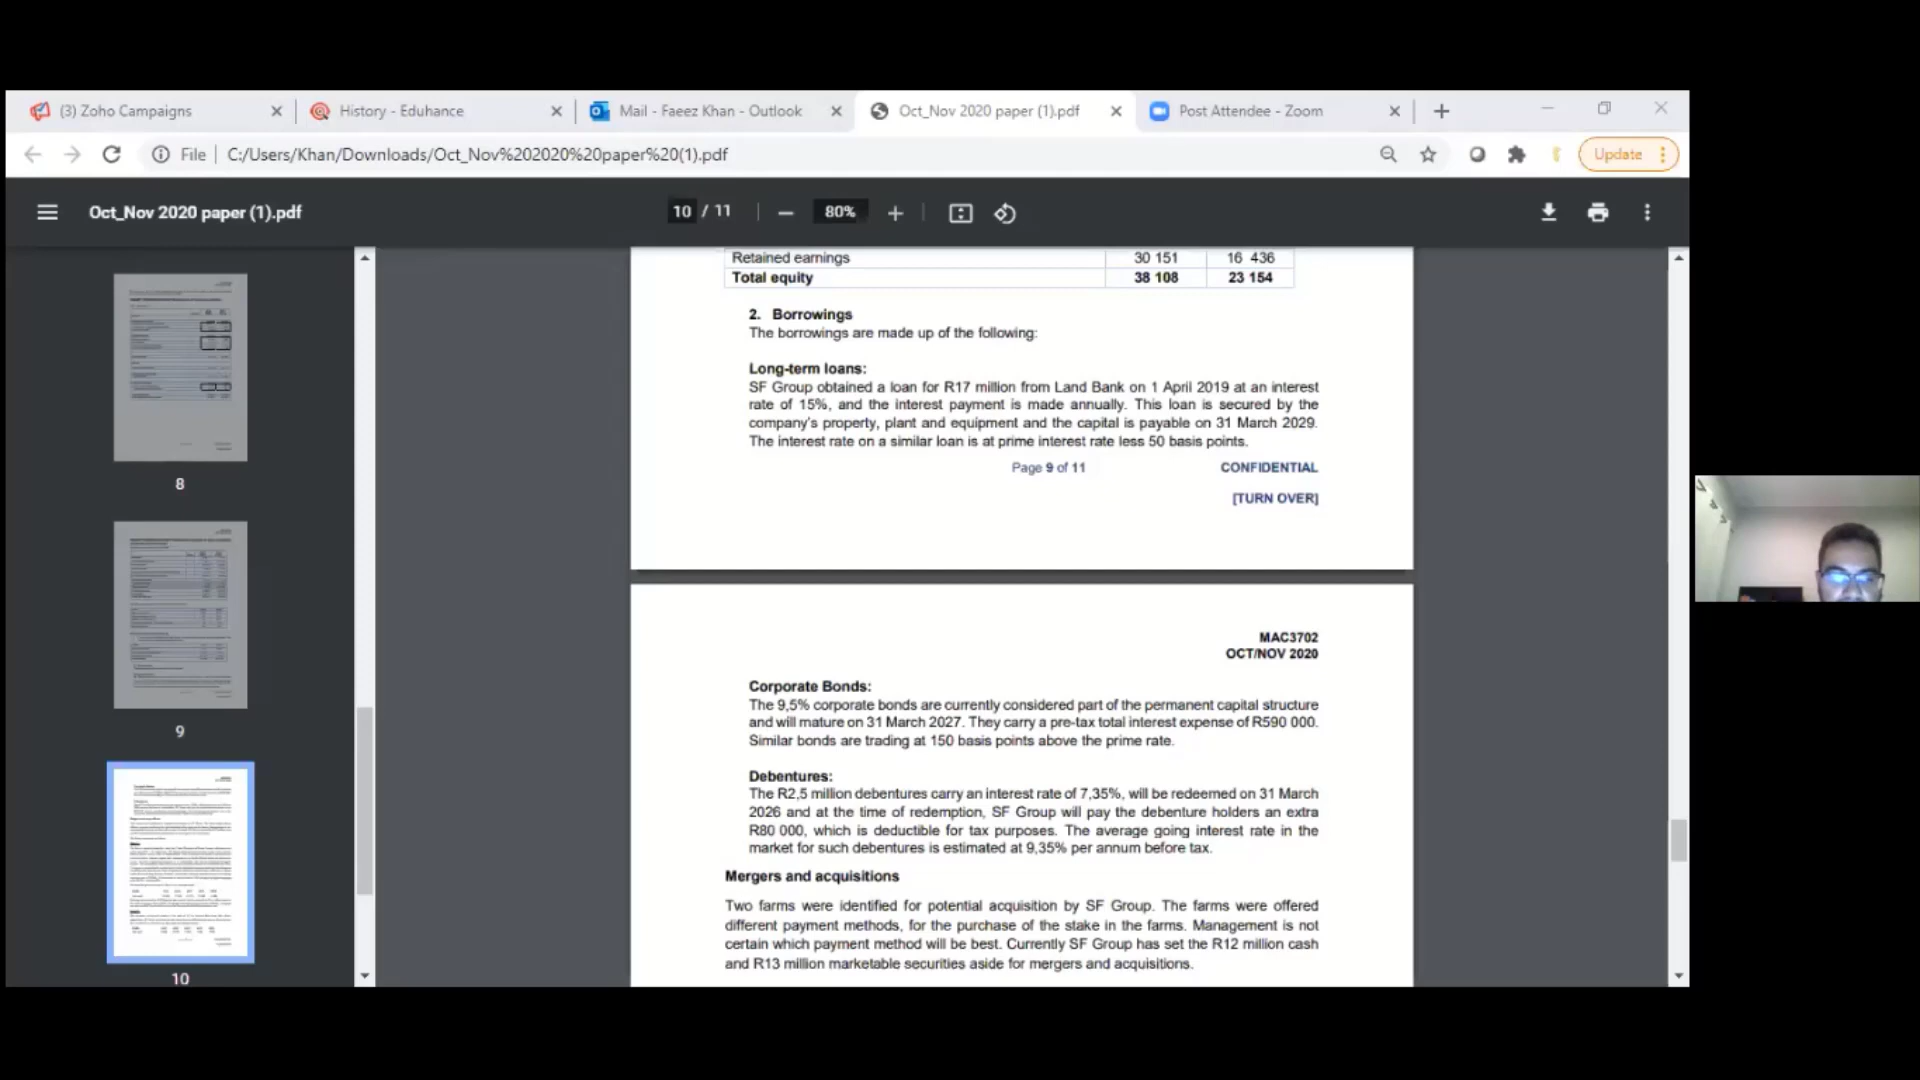 (3) Zoho Campaigns
History - Eduhance
Mail - Faeez Khan - Outlook
Oct_Nov 2020 paper (1).pdf
Post Attendee - Zoom
File
C:/Users/Khan/Downloads/Oct_Nov%202020%20paper%20(1).pdf
Update
Oct_Nov 2020 paper (1).pdf
10 / 11
80%
8
9
10
Retained earnings 30 151 16 436
Total equity 38 108 23 154
2. Borrowings
The borrowings are made up of the following:
Long-term loans:
SF Group obtained a loan for R17 million from Land Bank on 1 April 2019 at an interest
rate of 15%, and the interest payment is made annually. This loan is secured by the
company's property, plant and equipment and the capital is payable on 31 March 2029.
The interest rate on a similar loan is at prime interest rate less 50 basis points.
Page 9 of 11
CONFIDENTIAL
[TURN OVER]
MAC3702
OCT/NOV 2020
Corporate Bonds:
The 9,5% corporate bonds are currently considered part of the permanent capital structure
and will mature on 31 March 2027. They carry a pre-tax total interest expense of R590 000.
Similar bonds are trading at 150 basis points above the prime rate.
Debentures:
The R2,5 million debentures carry an interest rate of 7,35%, will be redeemed on 31 March
2026 and at the time of redemption, SF Group will pay the debenture holders an extra
R80 000, which is deductible for tax purposes. The average going interest rate in the
market for such debentures is estimated at 9,35% per annum before tax.
Mergers and acquisitions
Two farms were identified for potential acquisition by SF Group. The farms were offered
different payment methods, for the purchase of the stake in the farms. Management is not
certain which payment method will be best. Currently SF Group has set the R12 million cash
and R13 million marketable securities aside for mergers and acquisitions.